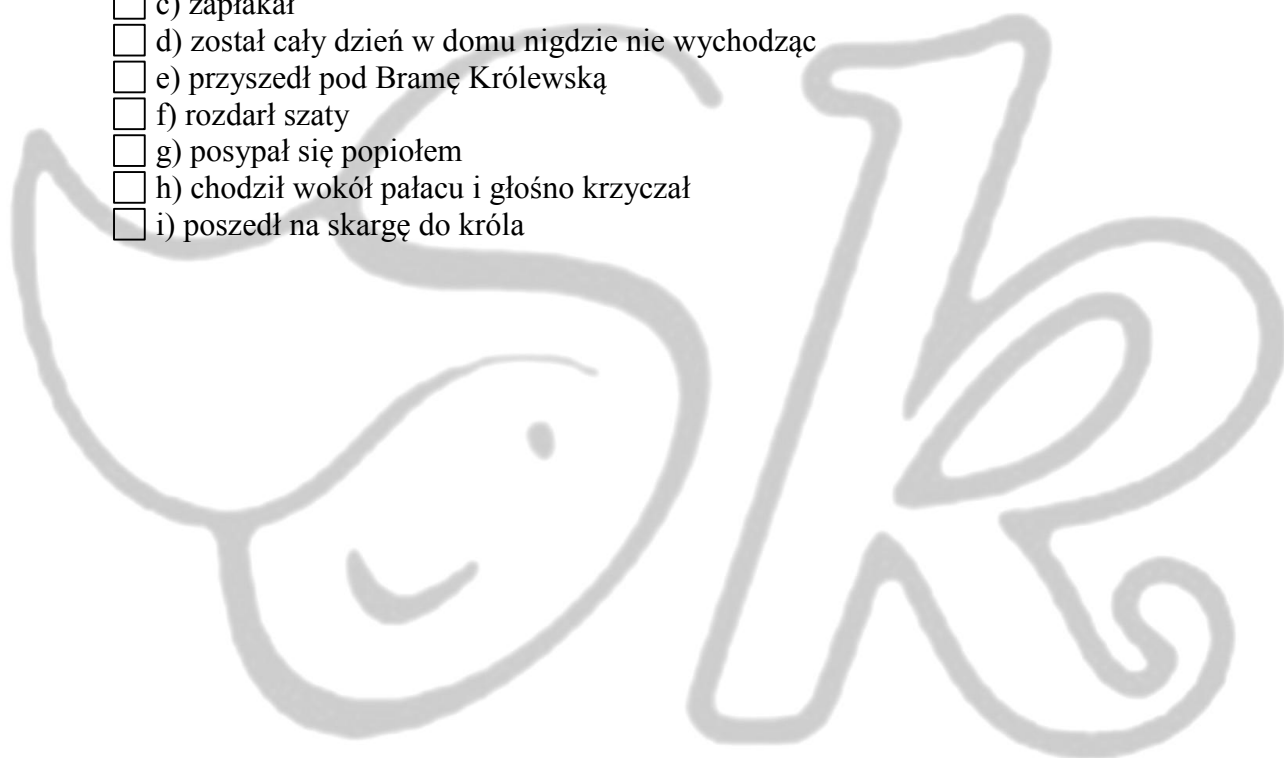 c) zapłakał
d) został cały dzień w domu nigdzie nie wychodząc
e) przyszedł pod Bramę Królewską
f) rozdarł szaty
g) posypał się popiołem
h) chodził wokół pałacu i głośno krzyczał
i) poszedł na skargę do króla